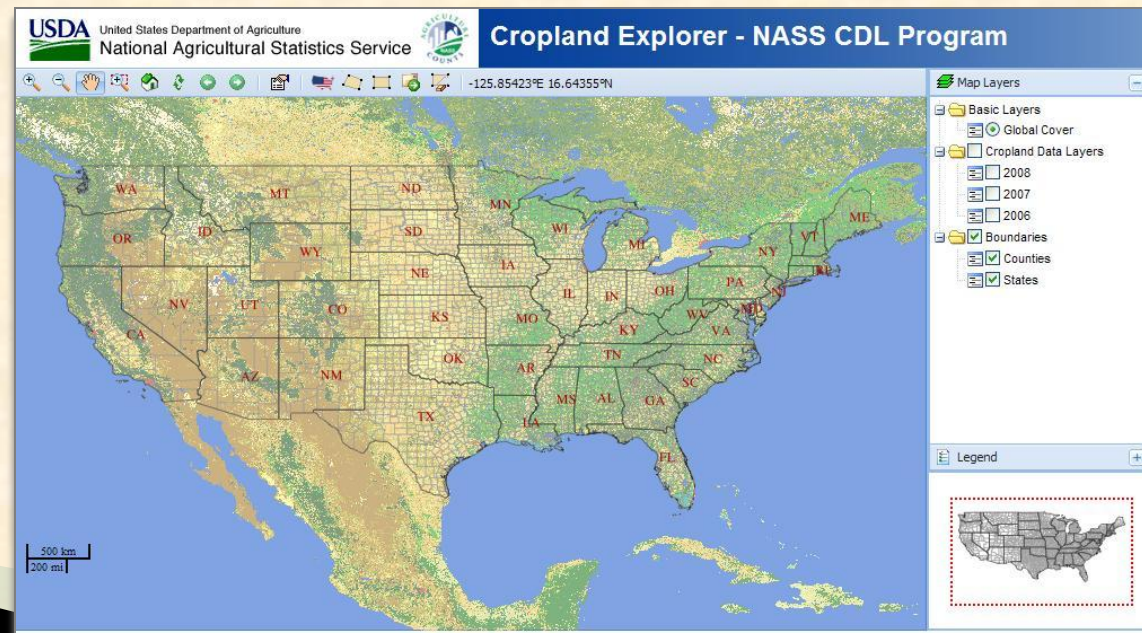 USDA
United States Department of Agriculture
National Agricultural Statistics Service
AGRICULTURE
NASS
COUNTS
Cropland Explorer - NASS CDL Program
-125.85423°E 16.64355°N
Map Layers
Basic Layers
Global Cover
Cropland Data Layers
2008
2007
2006
Boundaries
Counties
States
WA
MT
ND
MN
ME
OR
ID
SD
WI
MI
NY
VT
WY
NE
IA
PA
NV
UT
CO
IL
IN
OH
NJ
MD
CA
KS
MO
KY
WV
VA
AZ
NM
OK
AR
TN
NC
SC
TX
LA
MS
AL
GA
FL
Legend
500 km
200 mi